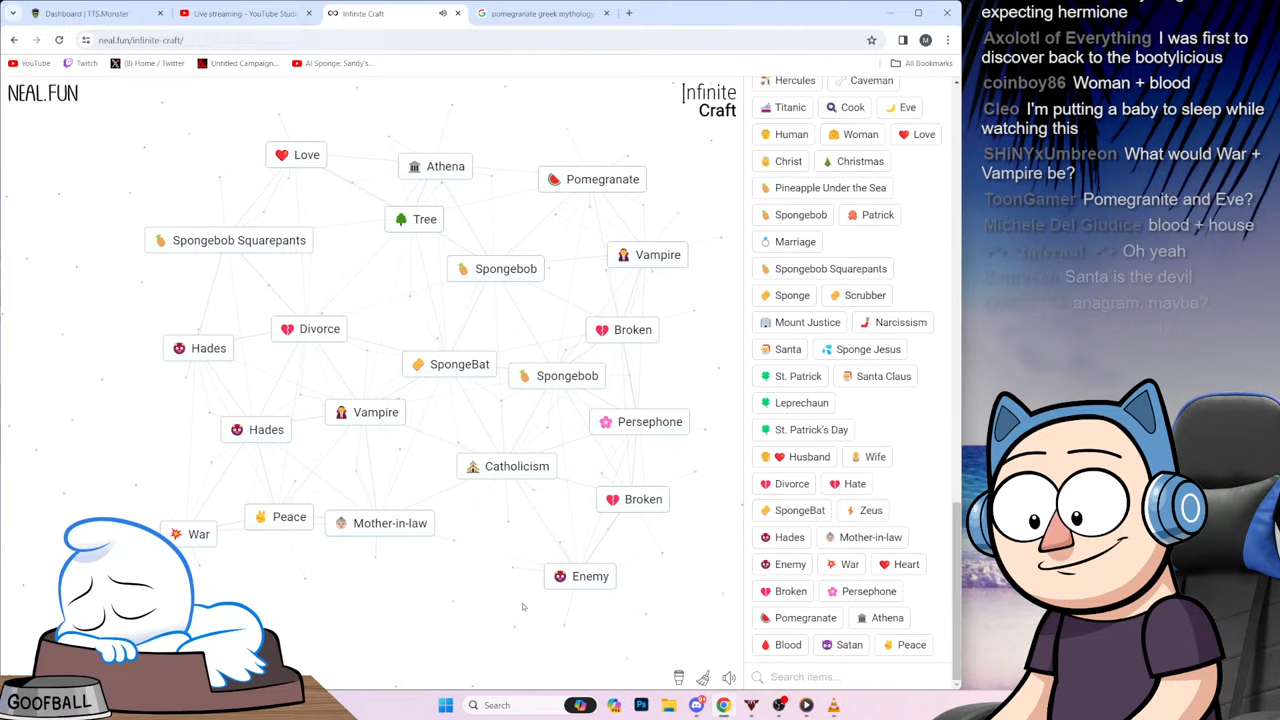 Dashboard | TTS.Monster
Live streaming - YouTube Studi
Infinite Craft
pomegranate greek mythology
neal.fun/infinite-craft/
YouTube
Twitch
(8) Home / Twitter
Untitled Campaign...
AI Sponge: Sandy's...
All Bookmarks
NEAL.FUN
Infinite
Craft
Love
Athena
Pomegranate
Tree
Spongebob Squarepants
Spongebob
Vampire
Divorce
Broken
Hades
SpongeBat
Spongebob
Vampire
Persephone
Hades
Catholicism
Broken
Peace
Mother-in-law
War
Enemy
GOOFBALL
Hercules
Caveman
Titanic
Cook
Eve
Human
Woman
Love
Christ
Christmas
Pineapple Under the Sea
Spongebob
Patrick
Marriage
Spongebob Squarepants
Sponge
Scrubber
Mount Justice
Narcissism
Santa
Sponge Jesus
St. Patrick
Santa Claus
Leprechaun
St. Patrick's Day
Husband
Wife
Divorce
Hate
SpongeBat
Zeus
Hades
Mother-in-law
Enemy
War
Heart
Broken
Persephone
Pomegranate
Athena
Blood
Satan
Peace
Search items...
Search
expecting hermione
Axolotl of Everything I was first to
discover back to the bootylicious
coinboy86 Woman + blood
Cleo I'm putting a baby to sleep while
watching this
SHiNYxUmbreon What would War +
Vampire be?
ToonGamer Pomegranite and Eve?
Michele Del Giudice blood + house
Oh yeah
Santa is the devil
anagram, maybe?